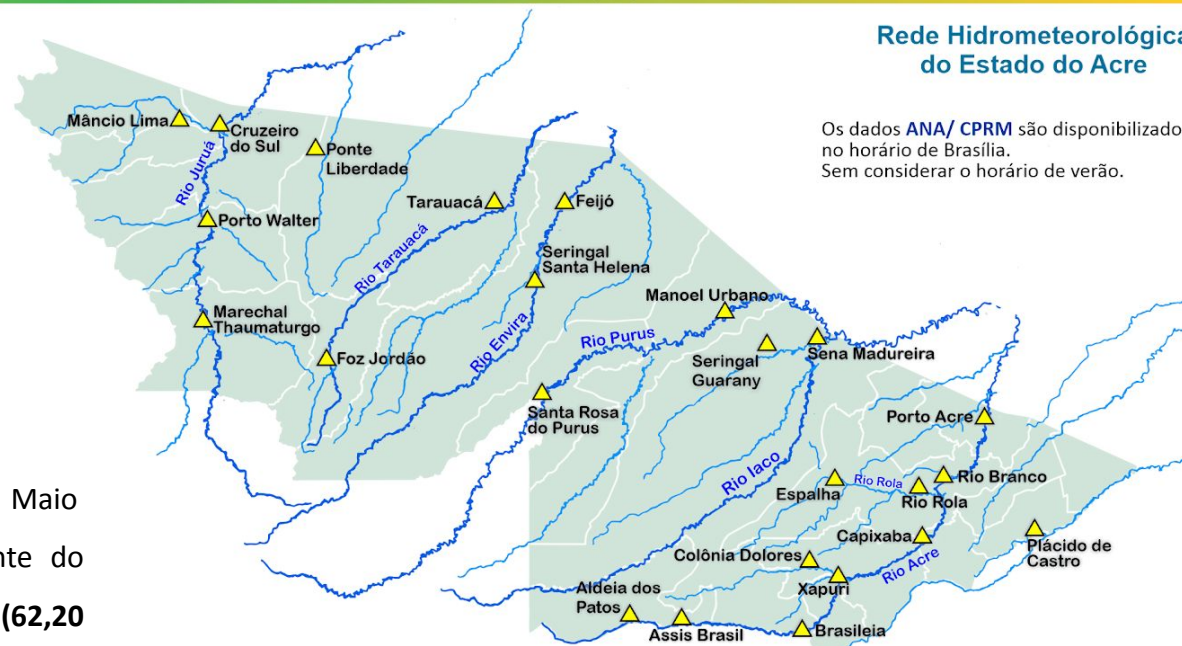 Rede Hidrometeorológica
do Estado do Acre
Os dados ANA/ CPRM são disponibilizado
no horário de Brasília.
Sem considerar o horário de verão.
Mâncio Lima
Cruzeiro
do Sul
Ponte
Liberdade
Rio Juruá
Porto Walter
Tarauacá
Feijó
Rio Tarauacá
Seringal
Santa Helena
Marechal
Thaumaturgo
Foz Jordão
Rio Envira
Manoel Urbano
Rio Purus
Seringal
Guarany
Sena Madureira
Santa Rosa
do Purus
Porto Acre
Rio Iaco
Espalha
Rio Rola
Rio Rola
Rio Branco
Capixaba
Plácido de
Castro
Colônia Dolores
Rio Acre
Xapuri
Aldeia dos
Patos
Assis Brasil
Brasileia
Maio
nte do
(62,20